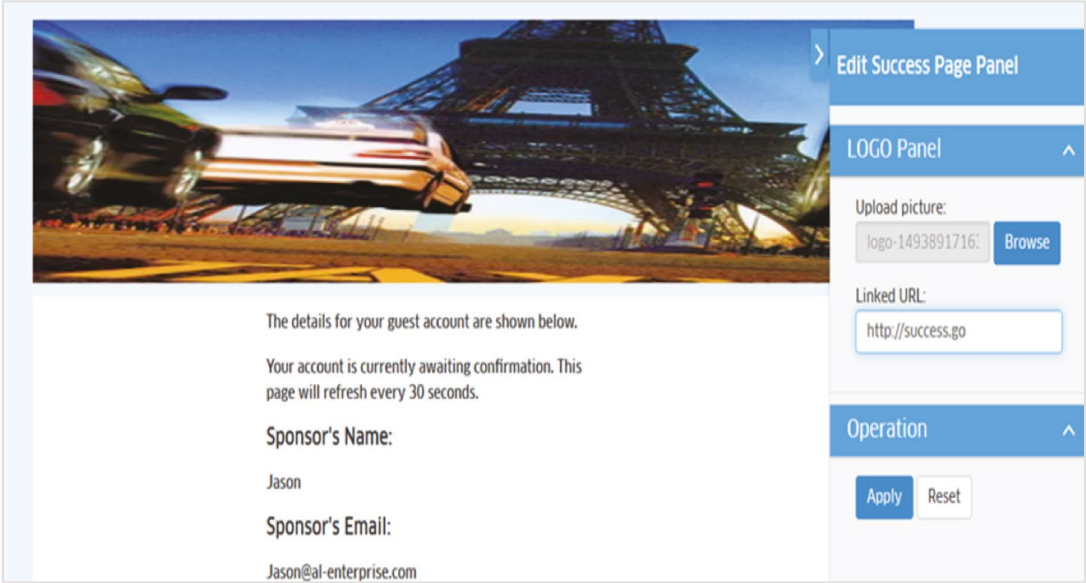 Edit Success Page Panel
LOGO Panel
Upload picture:
logo-1493891716
Browse
Linked URL:
http://success.go
Operation
Apply
Reset
The details for your guest account are shown below.
Your account is currently awaiting confirmation. This
page will refresh every 30 seconds.
Sponsor's Name:
Jason
Sponsor's Email:
Jason@al-enterprise.com